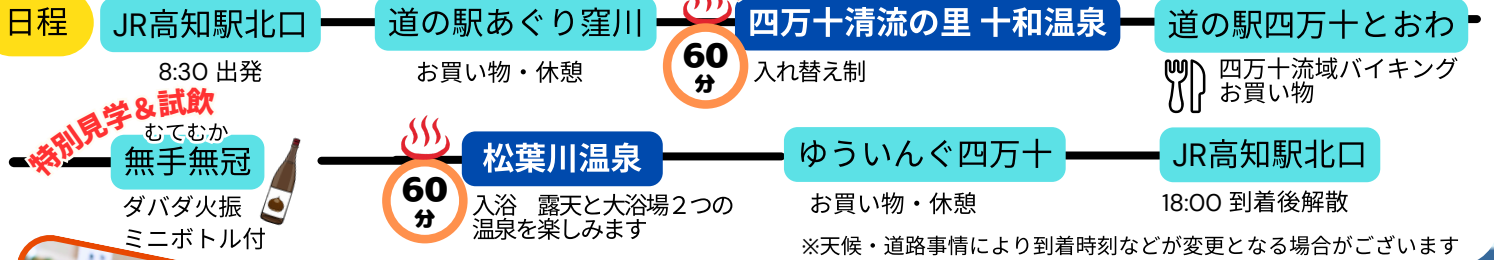 日程
JR高知駅北口
8:30 出発
道の駅あぐり窪川
お買い物・休憩
60
分
四万十清流の里 十和温泉
入れ替え制
道の駅四万十とおわ
四万十流域バイキング
お買い物
特別見学＆試飲
むてむか
無手無冠
ダバダ火振
ミニボトル付
60
分
松葉川温泉
入浴　露天と大浴場２つの
温泉を楽しみます
ゆういんぐ四万十
お買い物・休憩
JR高知駅北口
18:00 到着後解散
※天候・道路事情により到着時刻などが変更となる場合がございます